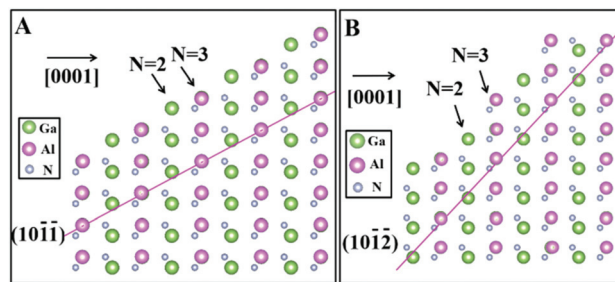 A
[0001]
N=2
N=3
Ga
Al
N
(101̄1̄)
B
[0001]
N=3
N=2
Ga
Al
N
(101̄2̄)